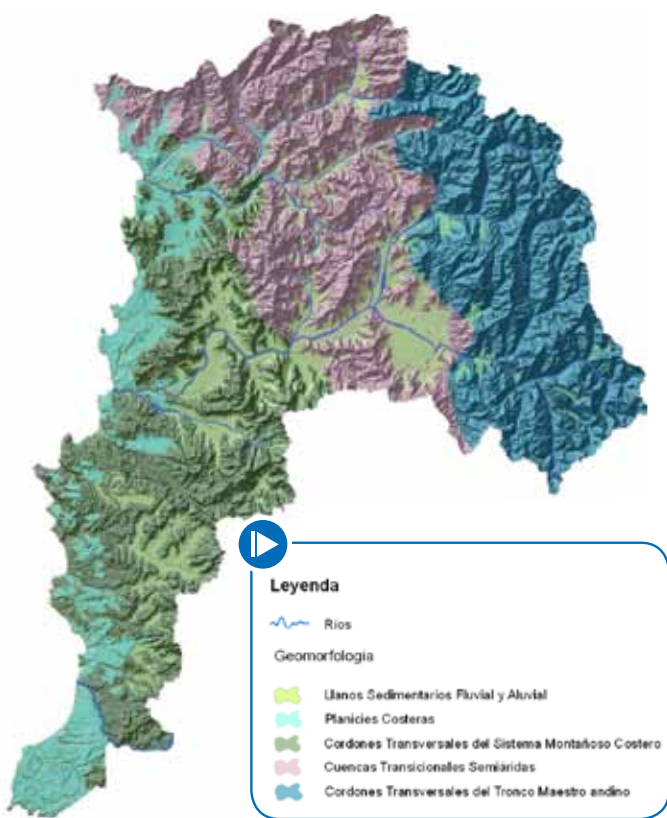 Leyenda
Ríos
Geomorfología
Llanos Sedimentarios Fluvial y Aluvial
Planicies Costeras
Cordones Transversales del Sistema Montañoso Costero
Cuencas Transicionales Semiáridas
Cordones Transversales del Tronco Maestro andino